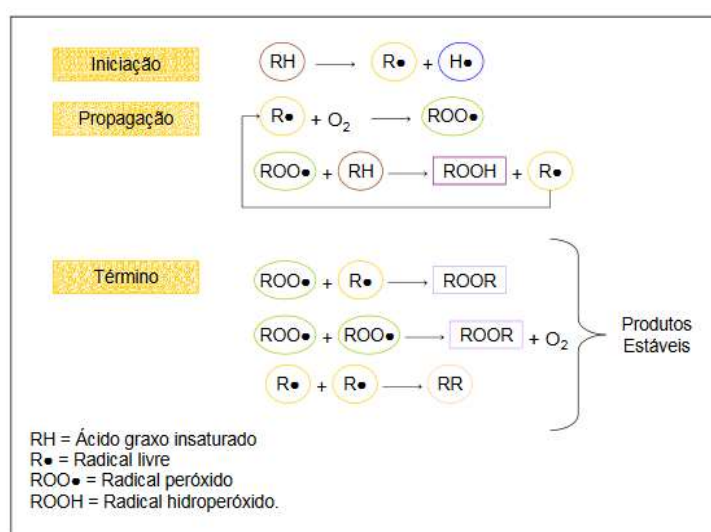 Iniciação RH → R● + H●
Propagação R● + O₂ → ROO●
ROO● + RH → ROOH + R●
Término ROO● + R● → ROOR
ROO● + ROO● → ROOR + O₂
R● + R● → RR
Produtos
Estáveis
RH = Ácido graxo insaturado
R● = Radical livre
ROO● = Radical peróxido
ROOH = Radical hidroperóxido.